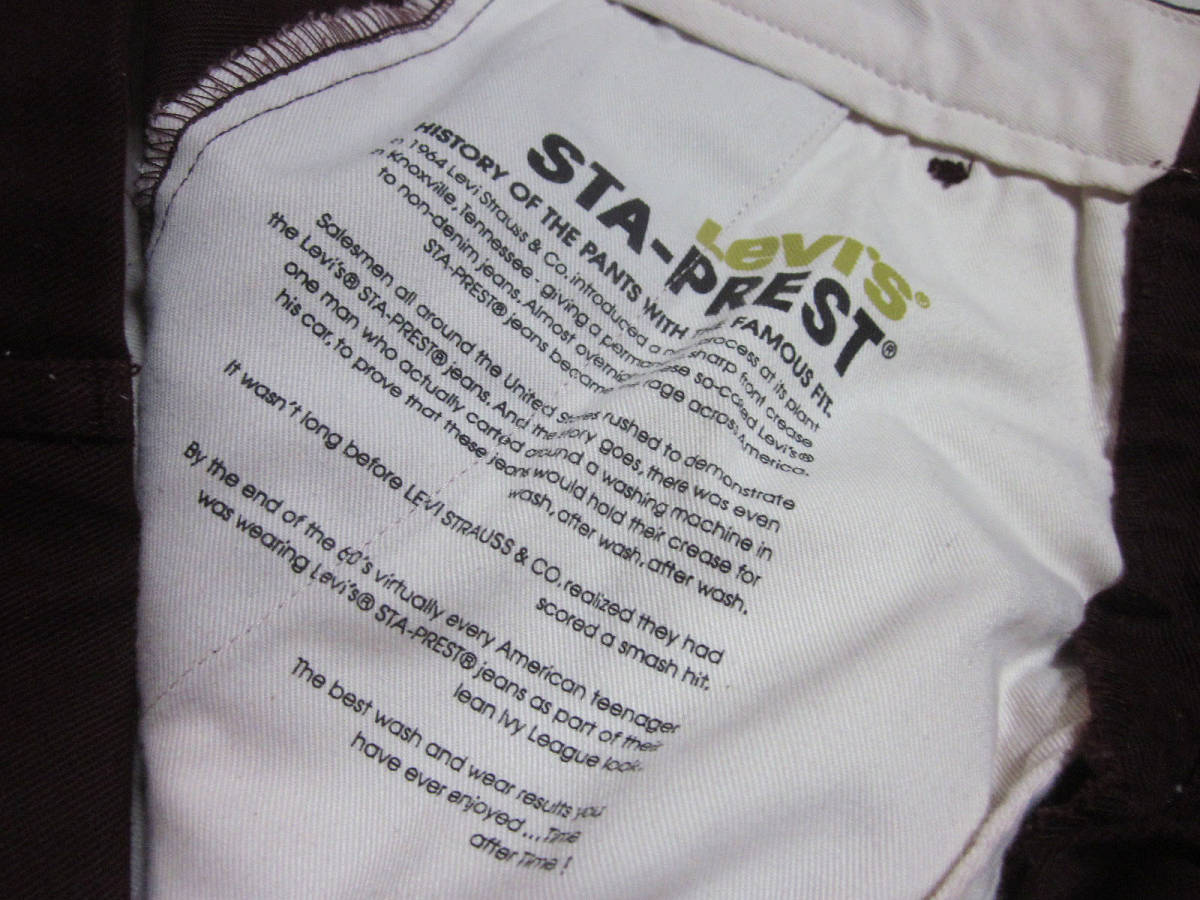 Levi's®
STA-PREST®
HISTORY OF THE PANTS WITH FAMOUS FIT.
In 1964 Levi Strauss & Co. introduced a process at its plant
in Knoxville, Tennessee - giving a sharp front crease
to non-denim jeans. Almost so-called Levi's®
STA-PREST® jeans became across America.
Salesmen all around the United States rushed to demonstrate
the Levi's® STA-PREST® jeans. And the story goes, there was even
one man who actually carted around a washing machine in
his car, to prove that these jeans would hold their crease for
wash, after wash, after wash.
It wasn't long before LEVI STRAUSS & CO. realized they had
scored a smash hit.
By the end of the 60's virtually every American teenager
was wearing Levi's® STA-PREST® jeans as part of their
lean Ivy League look.
The best wash and wear results you
have ever enjoyed...Time
after Time!